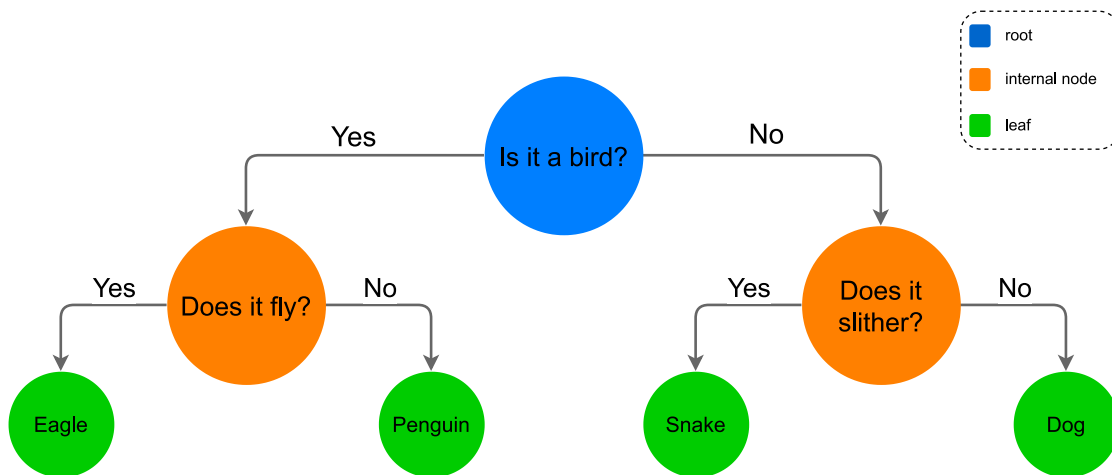 root
internal node
leaf
Yes
Is it a bird?
No
Yes
Does it fly?
No
Yes
Does it
slither?
No
Eagle
Penguin
Snake
Dog